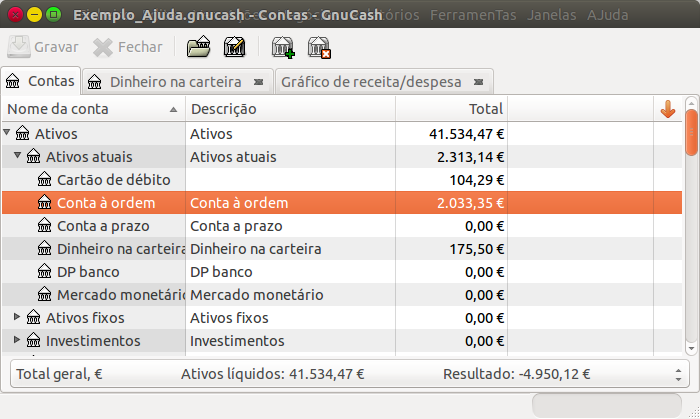 Exemplo_Ajuda.gnucash - Contas - GnuCash FerramenTas Janelas AJuda
Gravar Fechar
Contas Dinheiro na carteira Gráfico de receita/despesa
Nome da conta Descrição Total
Ativos Ativos 41.534,47 €
Ativos atuais Ativos atuais 2.313,14 €
Cartão de débito 104,29 €
Conta à ordem Conta à ordem 2.033,35 €
Conta a prazo Conta a prazo 0,00 €
Dinheiro na carteira Dinheiro na carteira 175,50 €
DP banco DP banco 0,00 €
Mercado monetário Mercado monetário 0,00 €
Ativos fixos Ativos fixos 0,00 €
Investimentos Investimentos 0,00 €
Total geral, € Ativos líquidos: 41.534,47 € Resultado: -4.950,12 €